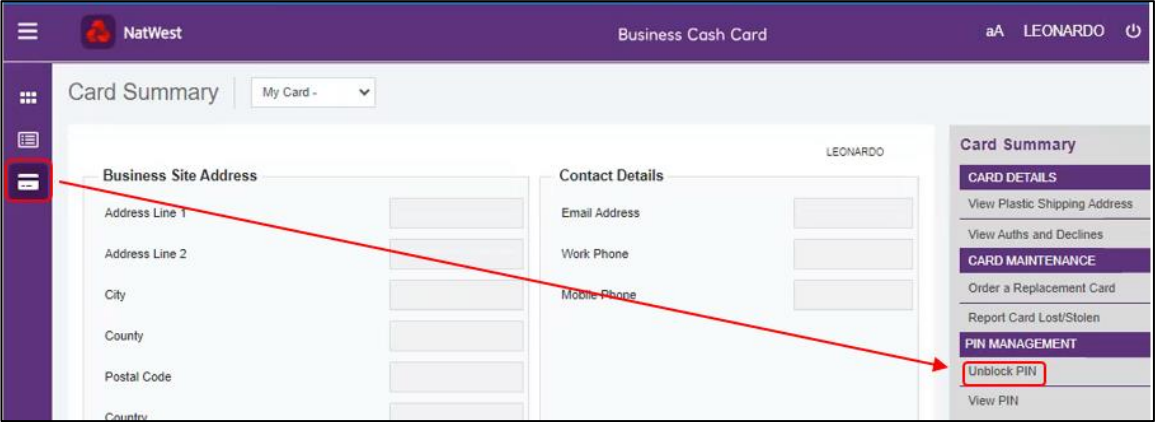 NatWest
Business Cash Card
aA LEONARDO
Card Summary
My Card -
LEONARDO
Business Site Address
Address Line 1
Address Line 2
City
County
Postal Code
Country
Contact Details
Email Address
Work Phone
Mobile Phone
Card Summary
CARD DETAILS
View Plastic Shipping Address
View Auths and Declines
CARD MAINTENANCE
Order a Replacement Card
Report Card Lost/Stolen
PIN MANAGEMENT
Unblock PIN
View PIN